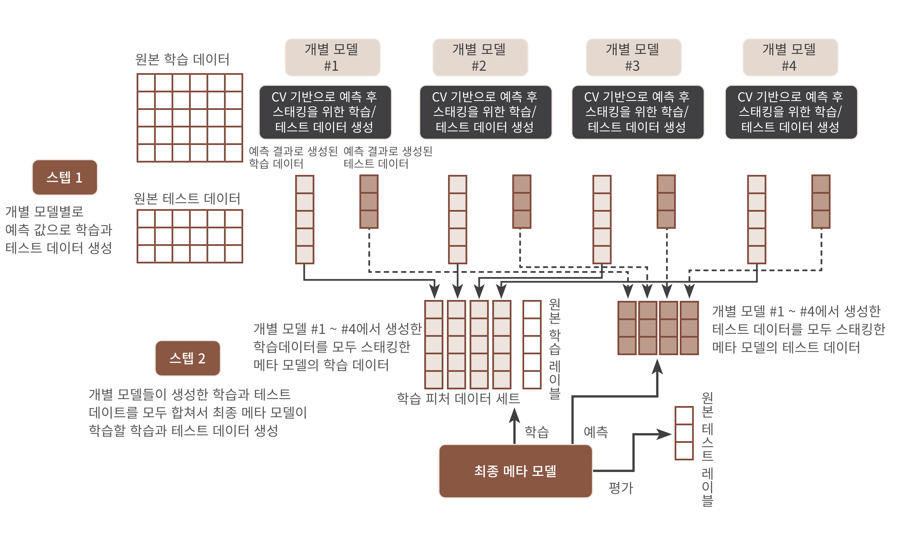 원본 학습 데이터
개별 모델
#1
개별 모델
#2
개별 모델
#3
개별 모델
#4
CV 기반으로 예측 후
스태킹을 위한 학습/
테스트 데이터 생성
CV 기반으로 예측 후
스태킹을 위한 학습/
테스트 데이터 생성
CV 기반으로 예측 후
스태킹을 위한 학습/
테스트 데이터 생성
CV 기반으로 예측 후
스태킹을 위한 학습/
테스트 데이터 생성
예측 결과로 생성된
학습 데이터
예측 결과로 생성된
테스트 데이터
스텝 1
개별 모델별로
예측 값으로 학습과
테스트 데이터 생성
원본 테스트 데이터
개별 모델 #1 ~ #4에서 생성한
학습데이터를 모두 스태킹한
메타 모델의 학습 데이터
원본 학습 레이블
개별 모델 #1 ~ #4에서 생성한
테스트 데이터를 모두 스태킹한
메타 모델의 테스트 데이터
스텝 2
개별 모델들이 생성한 학습과 테스트
데이트를 모두 합쳐서 최종 메타 모델이
학습할 학습과 테스트 데이터 생성
학습 피처 데이터 세트
학습
예측
원본 테스트 레이블
최종 메타 모델
평가